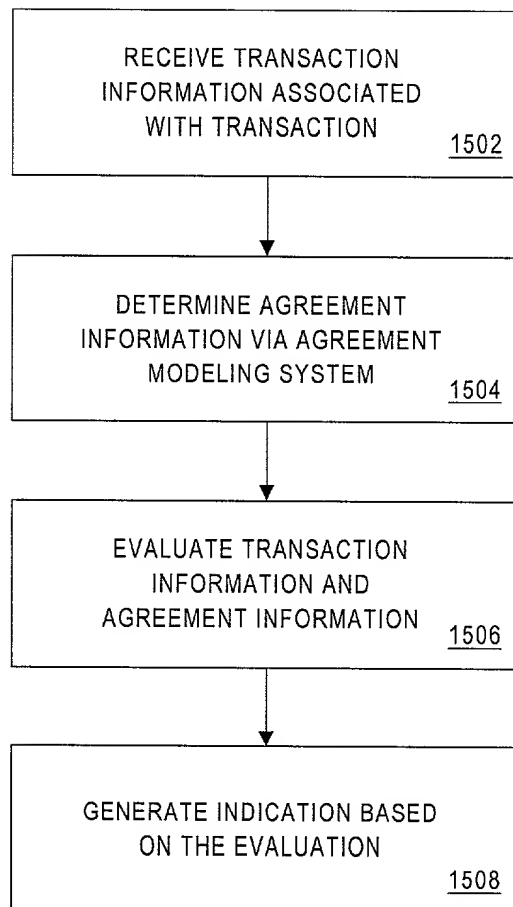 RECEIVE TRANSACTION
INFORMATION ASSOCIATED
WITH TRANSACTION
1502
DETERMINE AGREEMENT
INFORMATION VIA AGREEMENT
MODELING SYSTEM
1504
EVALUATE TRANSACTION
INFORMATION AND
AGREEMENT INFORMATION
1506
GENERATE INDICATION BASED
ON THE EVALUATION
1508